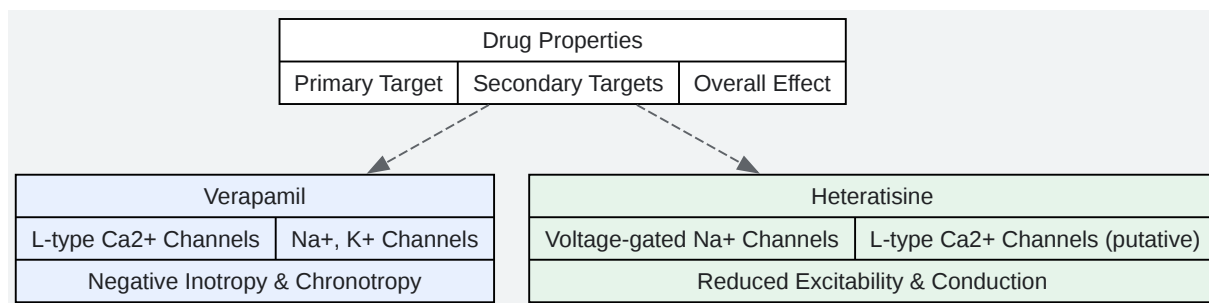 Drug Properties
Primary Target
Secondary Targets
Overall Effect
Verapamil
L-type Ca2+ Channels
Na+, K+ Channels
Negative Inotropy & Chronotropy
Heteratisine
Voltage-gated Na+ Channels
L-type Ca2+ Channels (putative)
Reduced Excitability & Conduction